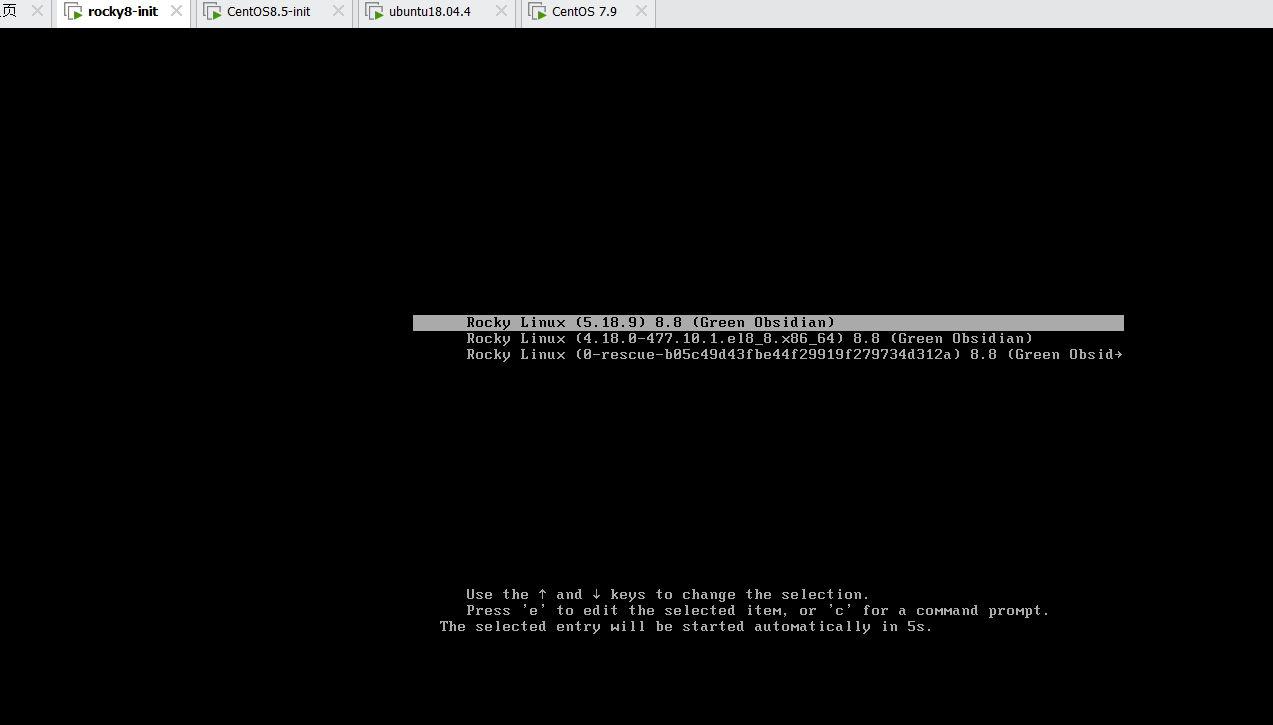 页
rocky8-init
CentOS8.5-init
ubuntu18.04.4
CentOS 7.9
Rocky Linux (5.18.9) 8.8 (Green Obsidian)
Rocky Linux (4.18.0-477.10.1.el8_8.x86_64) 8.8 (Green Obsidian)
Rocky Linux (0-rescue-b05c49d43fbe44f29919f279734d312a) 8.8 (Green Obsid→
Use the ↑ and ↓ keys to change the selection.
Press 'e' to edit the selected item, or 'c' for a command prompt.
The selected entry will be started automatically in 5s.